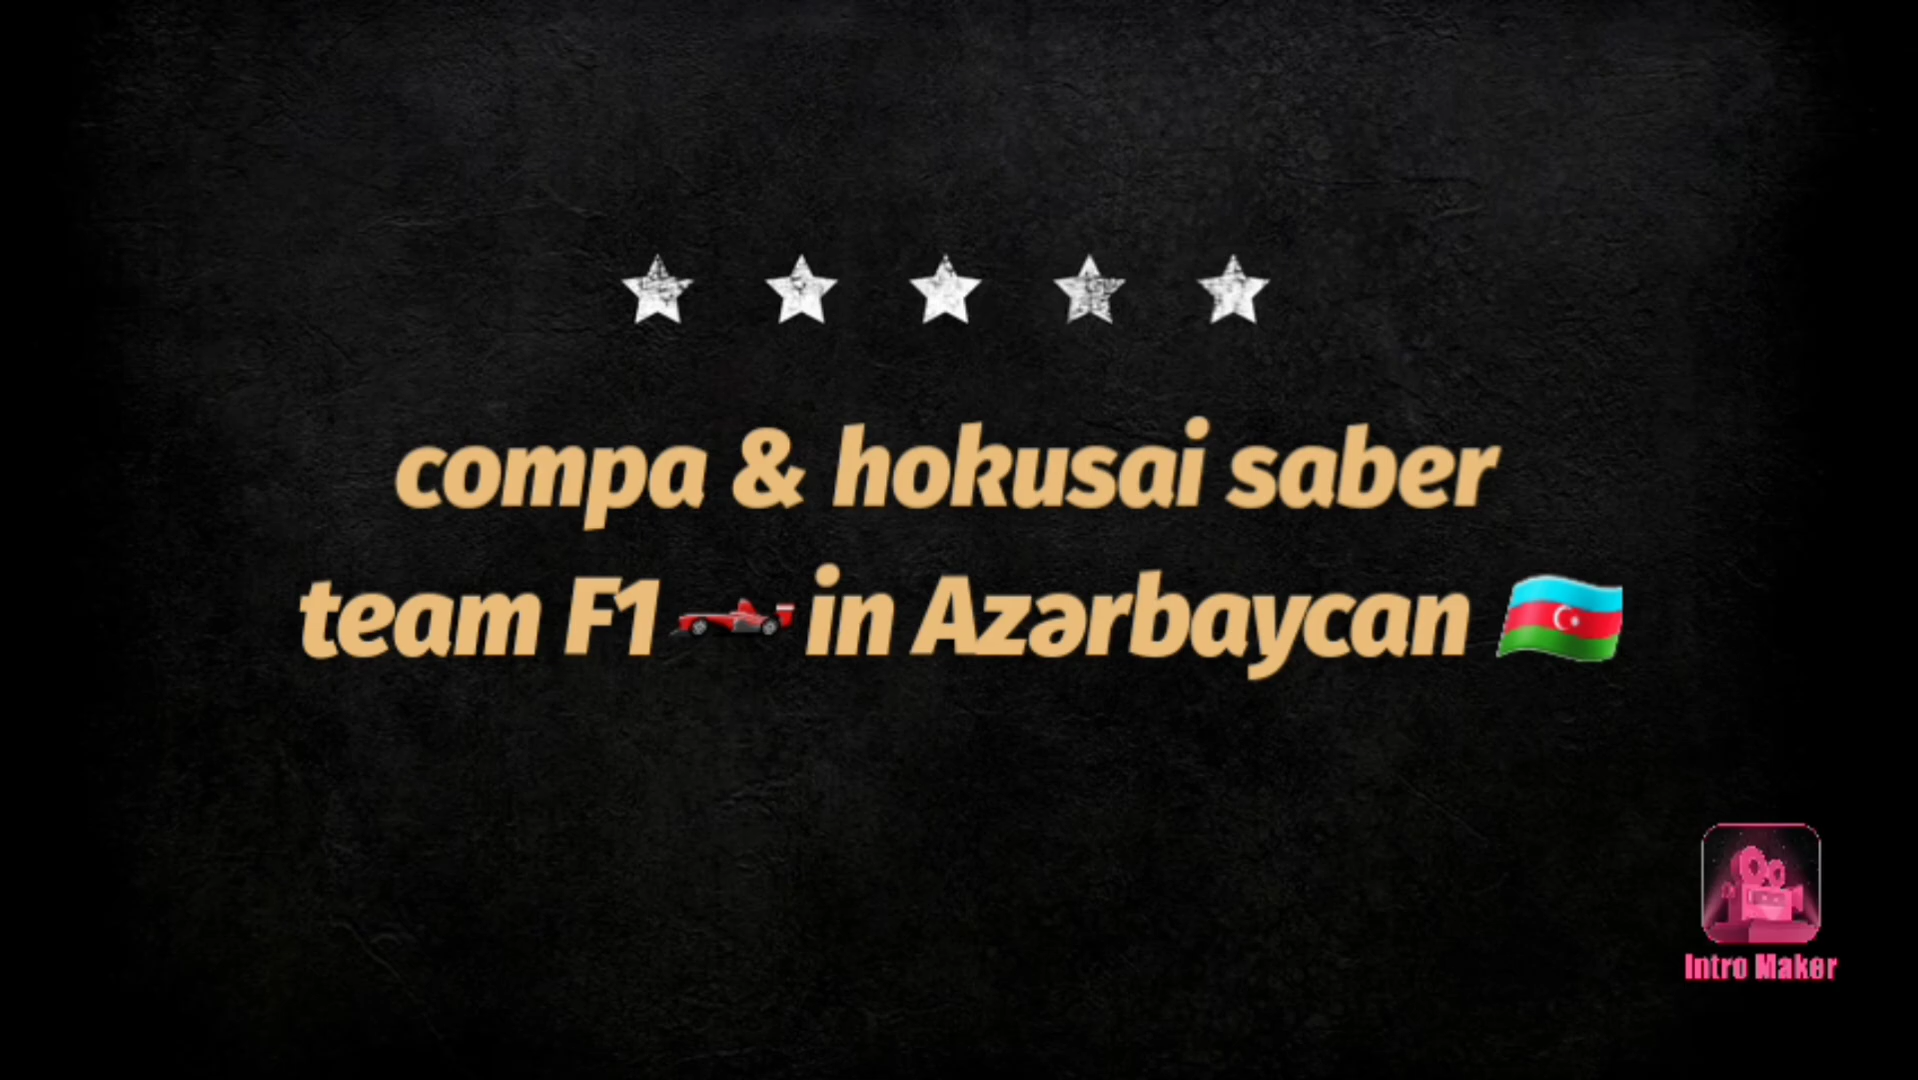 compa & hokusai saber
team F1 🏎️ in Azərbaycan 🇦🇿
Intro Maker